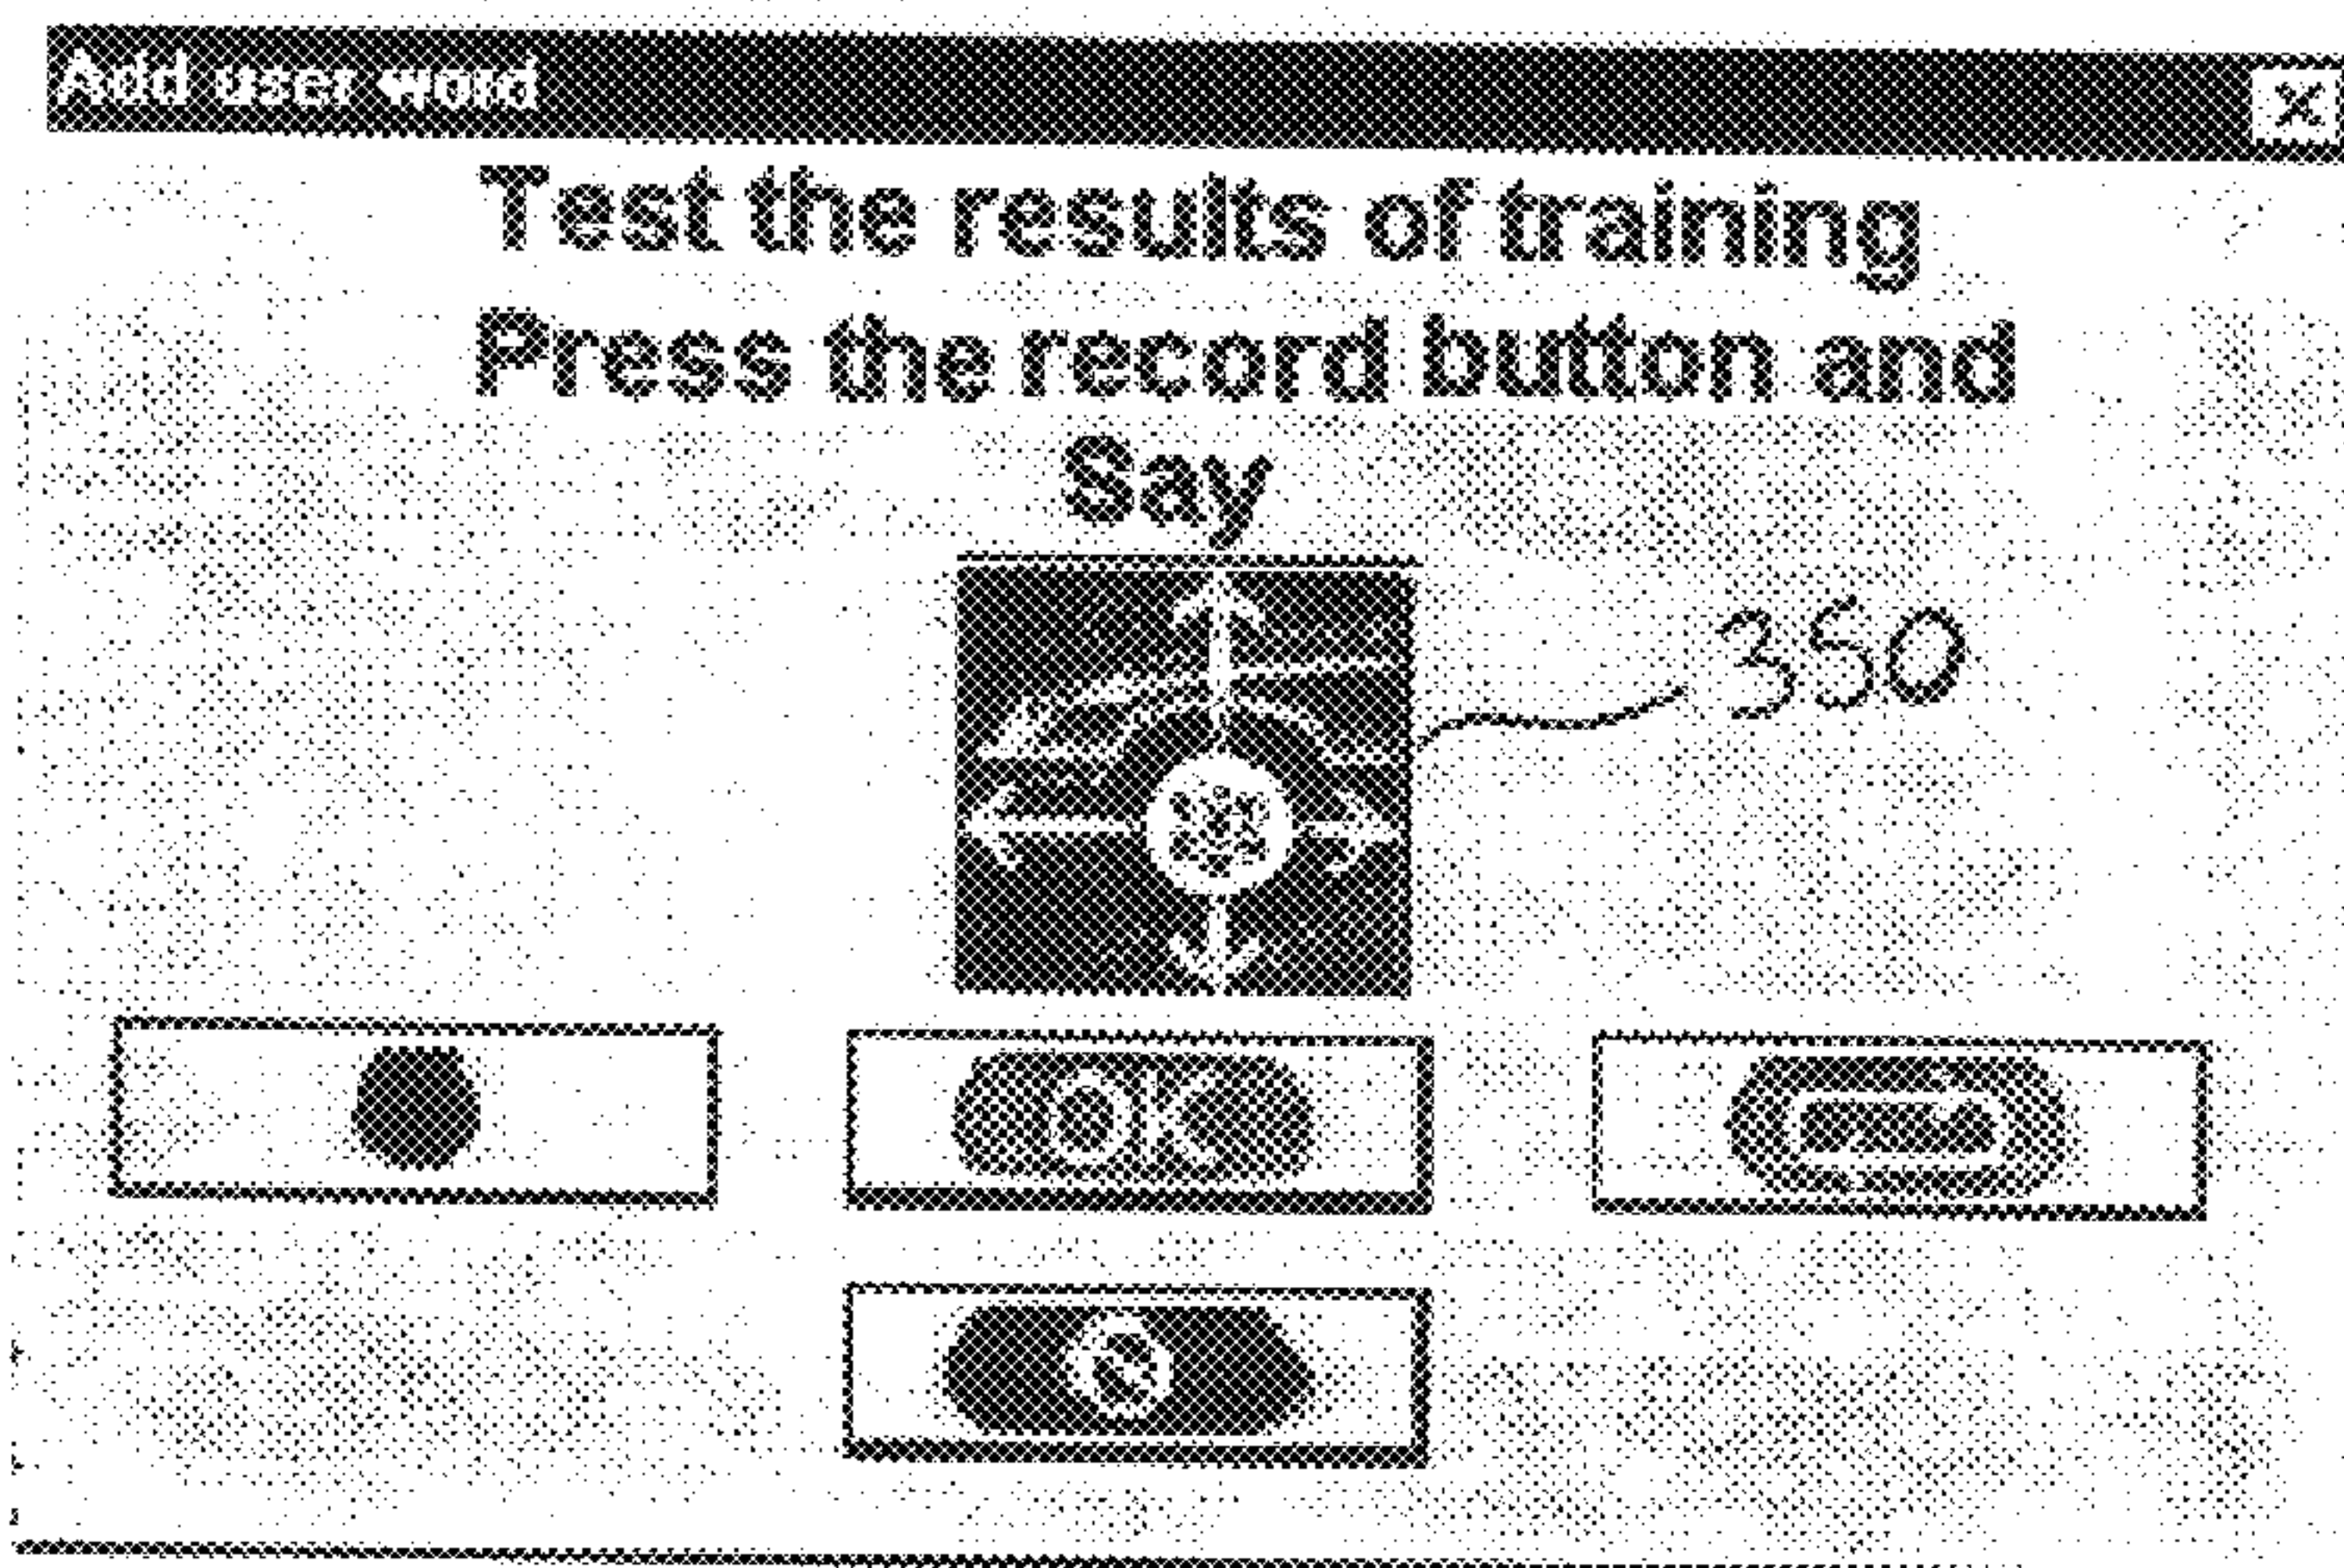 Add user word
Test the results of training
Press the record button and
Say
350
OK